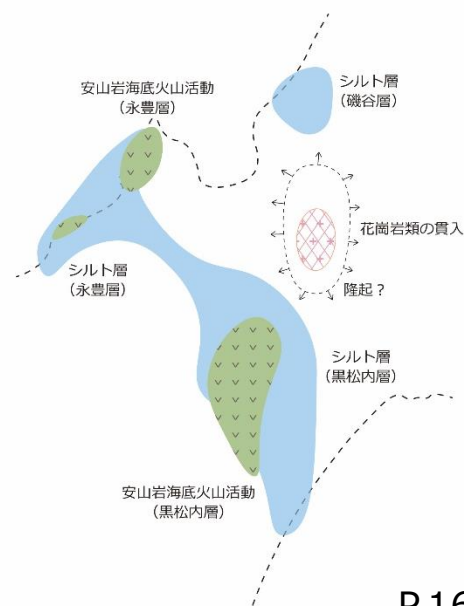 シルト層
(磯谷層)
安山岩海底火山活動
(永豊層)
花崗岩類の貫入
シルト層
(永豊層)
隆起?
シルト層
(黒松内層)
安山岩海底火山活動
(黒松内層)
P.16